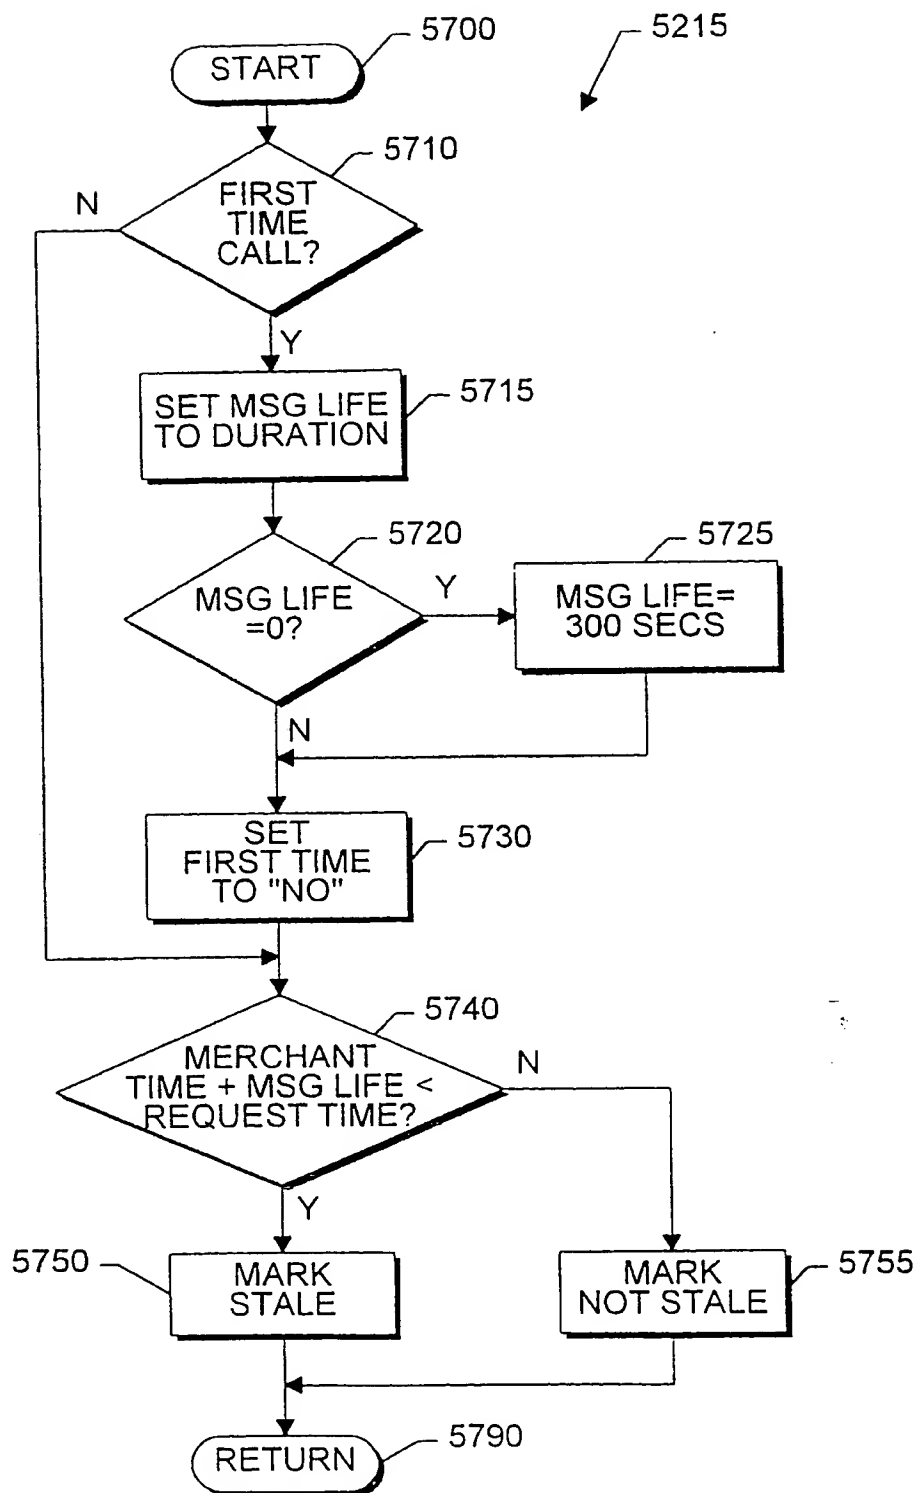 5700
5215
START
5710
N
FIRST
TIME
CALL?
Y
5715
SET MSG LIFE
TO DURATION
5720
5725
MSG LIFE
=0?
Y
MSG LIFE=
300 SECS
N
5730
SET
FIRST TIME
TO "NO"
5740
MERCHANT
TIME + MSG LIFE <
REQUEST TIME?
N
Y
5750
MARK
STALE
5755
MARK
NOT STALE
5790
RETURN